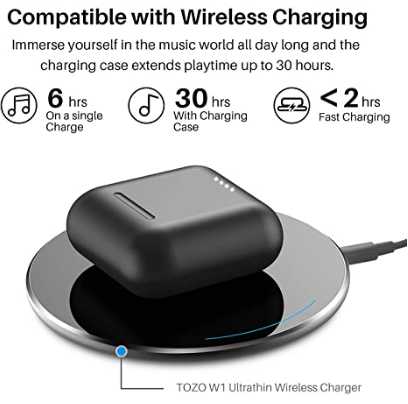 Compatible with Wireless Charging
Immerse yourself in the music world all day long and the
charging case extends playtime up to 30 hours.
6 hrs
On a single
Charge
30 hrs
With Charging
Case
< 2 hrs
Fast Charging
TOZO W1 Ultrathin Wireless Charger